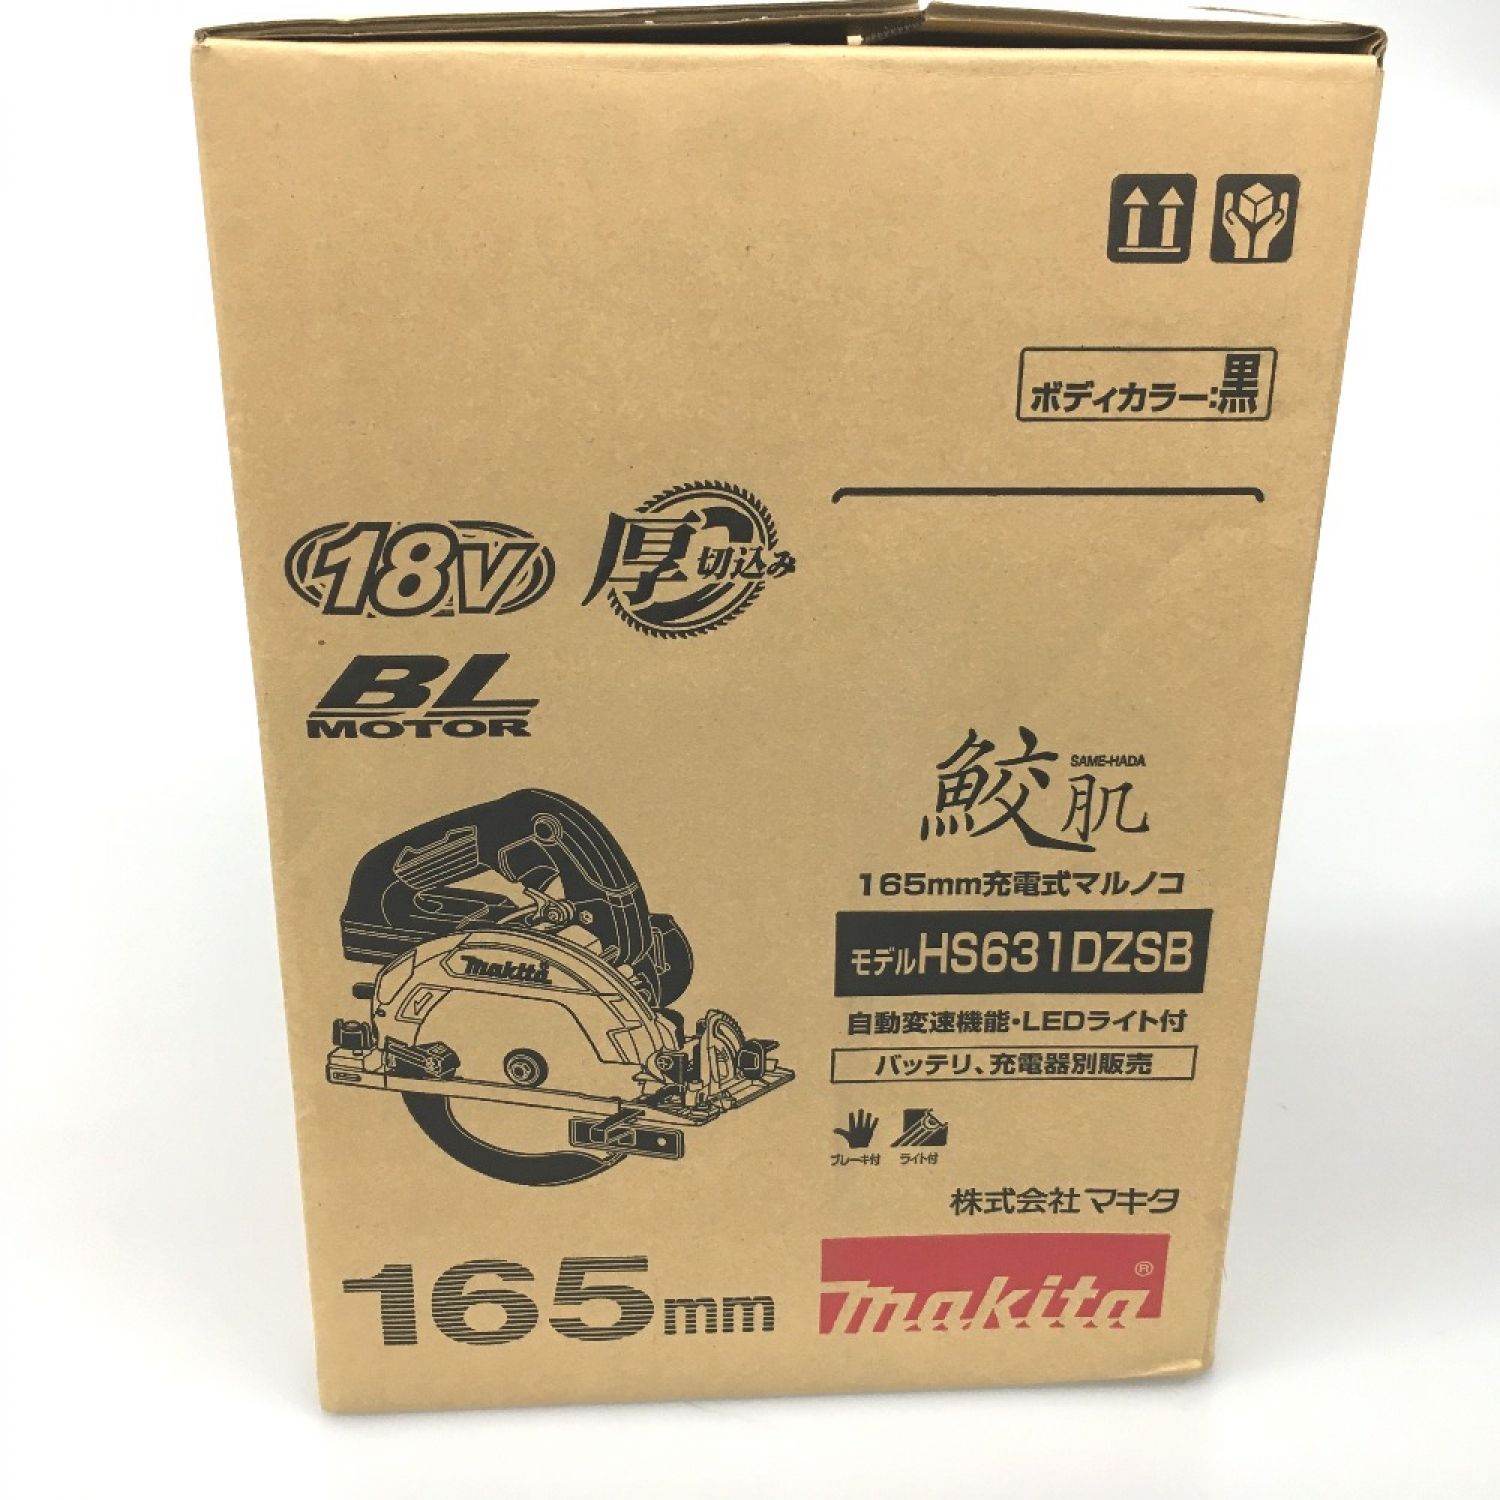 ボディカラー:黒
18V
厚切込み
BL
MOTOR
鮫肌
SAME-HADA
165mm充電式マルノコ
モデルHS631DZSB
自動変速機能・LEDライト付
バッテリ、充電器別販売
makita
ブレーキ付
ライト付
株式会社マキタ
165mm
makita®